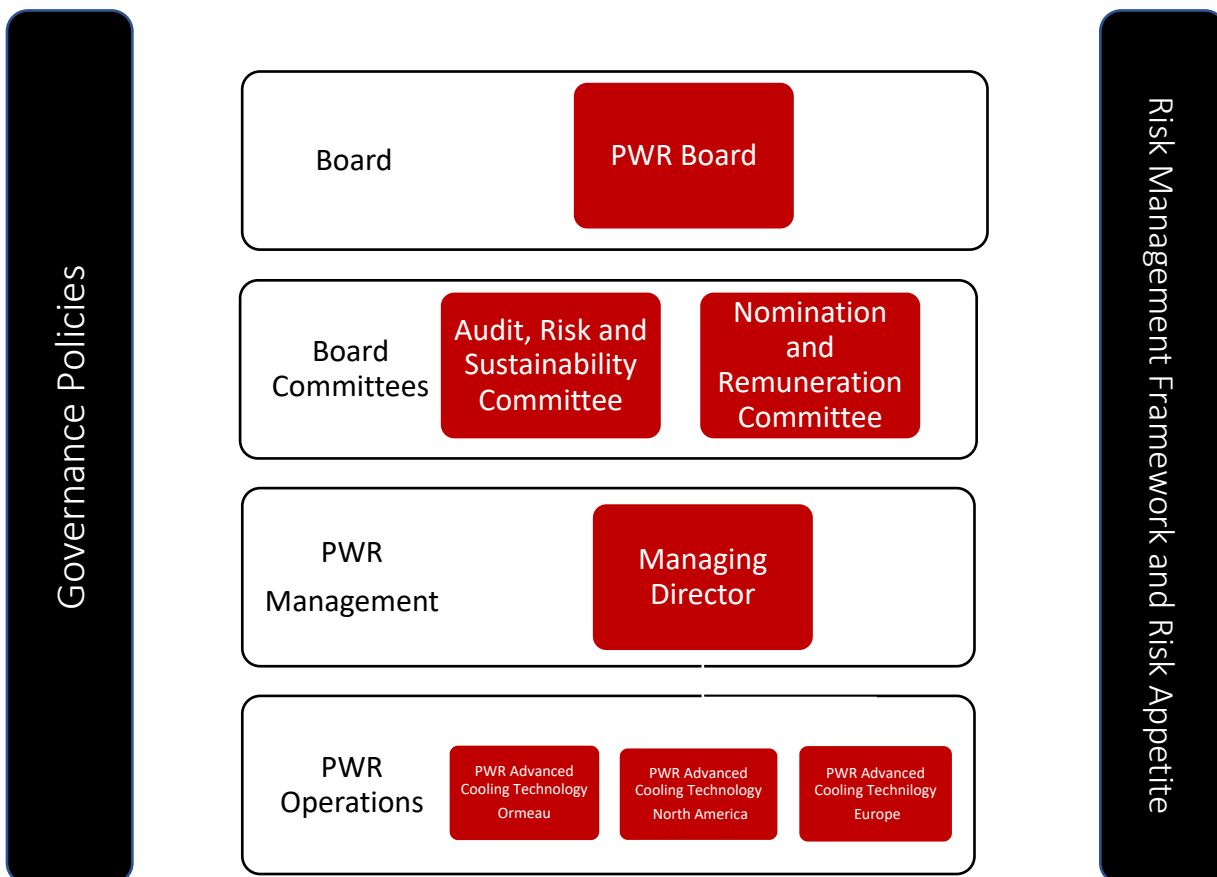 Governance Policies
Board
PWR Board
Board
Committees
Audit, Risk and
Sustainability
Committee
Nomination
and
Remuneration
Committee
PWR
Management
Managing
Director
PWR
Operations
PWR Advanced
Cooling Technology
Ormeau
PWR Advanced
Cooling Technology
North America
PWR Advanced
Cooling Technilogy
Europe
Risk Management Framework and Risk Appetite